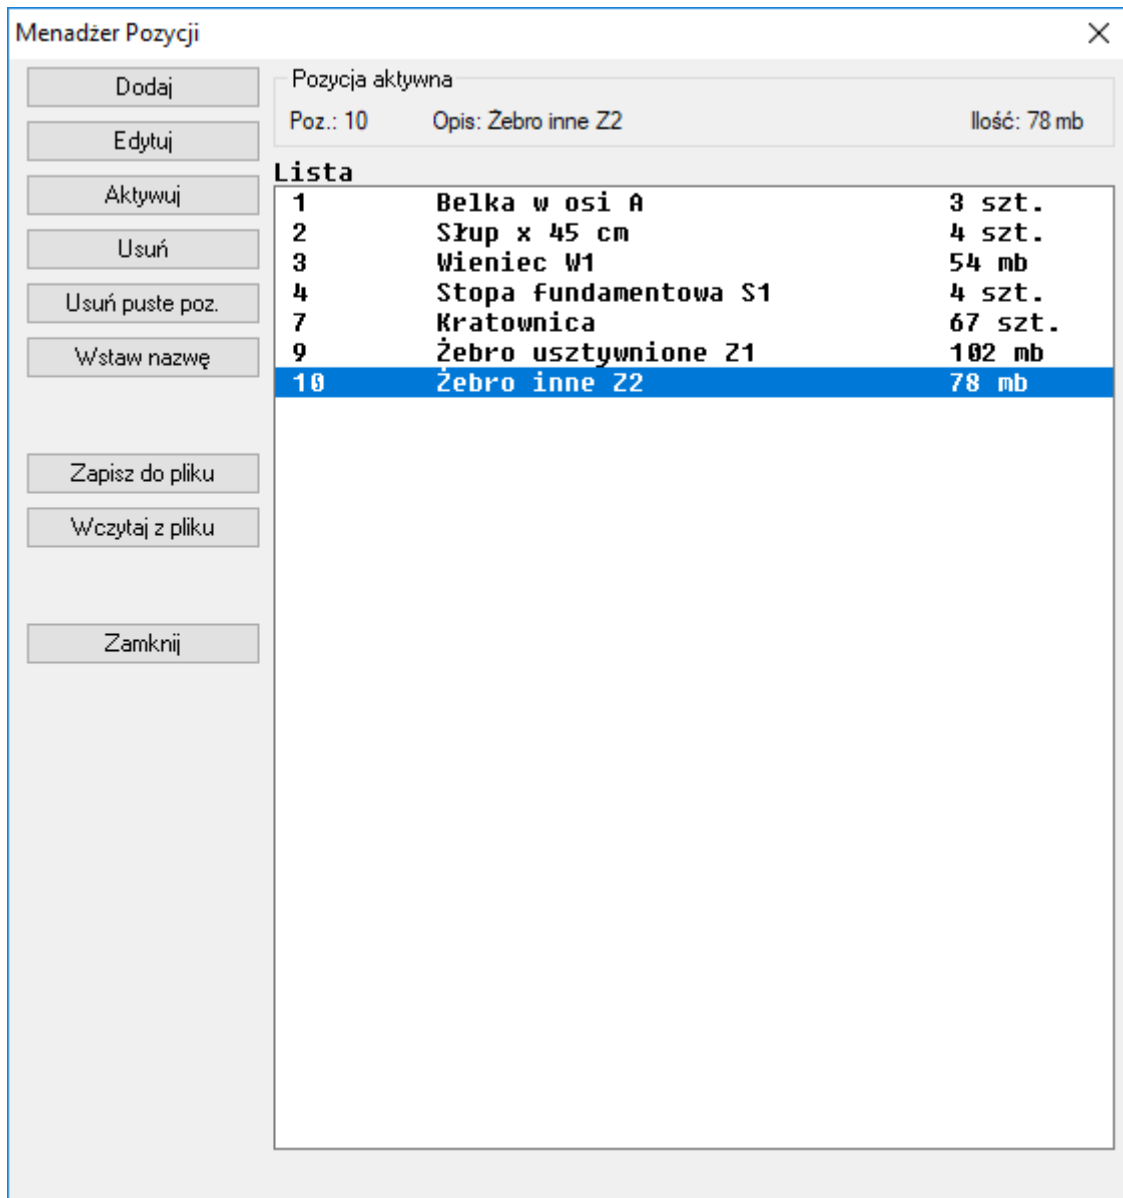 Menadżer Pozycji
Dodaj
Edytuj
Aktywuj
Usuń
Usuń puste poz.
Wstaw nazwę
Zapisz do pliku
Wczytaj z pliku
Zamknij
Pozycja aktywna
Poz.: 10 Opis: Żebro inne Z2 Ilość: 78 mb
Lista
1 Belka w osi A 3 szt.
2 Słup x 45 cm 4 szt.
3 Wieniec W1 54 mb
4 Stopa fundamentowa S1 4 szt.
7 Kratownica 67 szt.
9 Żebro usztywnione Z1 102 mb
10 Żebro inne Z2 78 mb